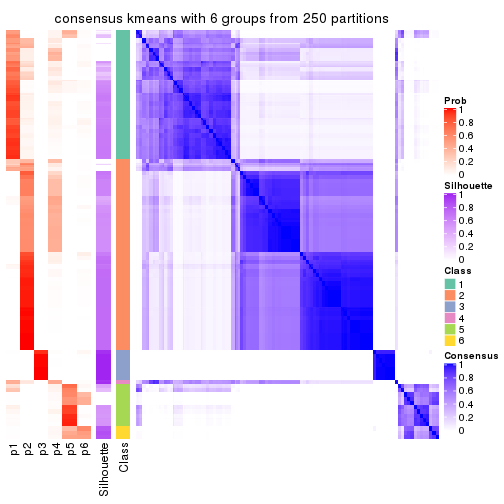 consensus kmeans with 6 groups from 250 partitions
Prob
1
0.8
0.6
0.4
0.2
0
Silhouette
1
0.8
0.6
0.4
0.2
0
Class
1
2
3
4
5
6
Consensus
1
0.8
0.6
0.4
0.2
0
p1
p2
p3
p4
p5
p6
Silhouette
Class